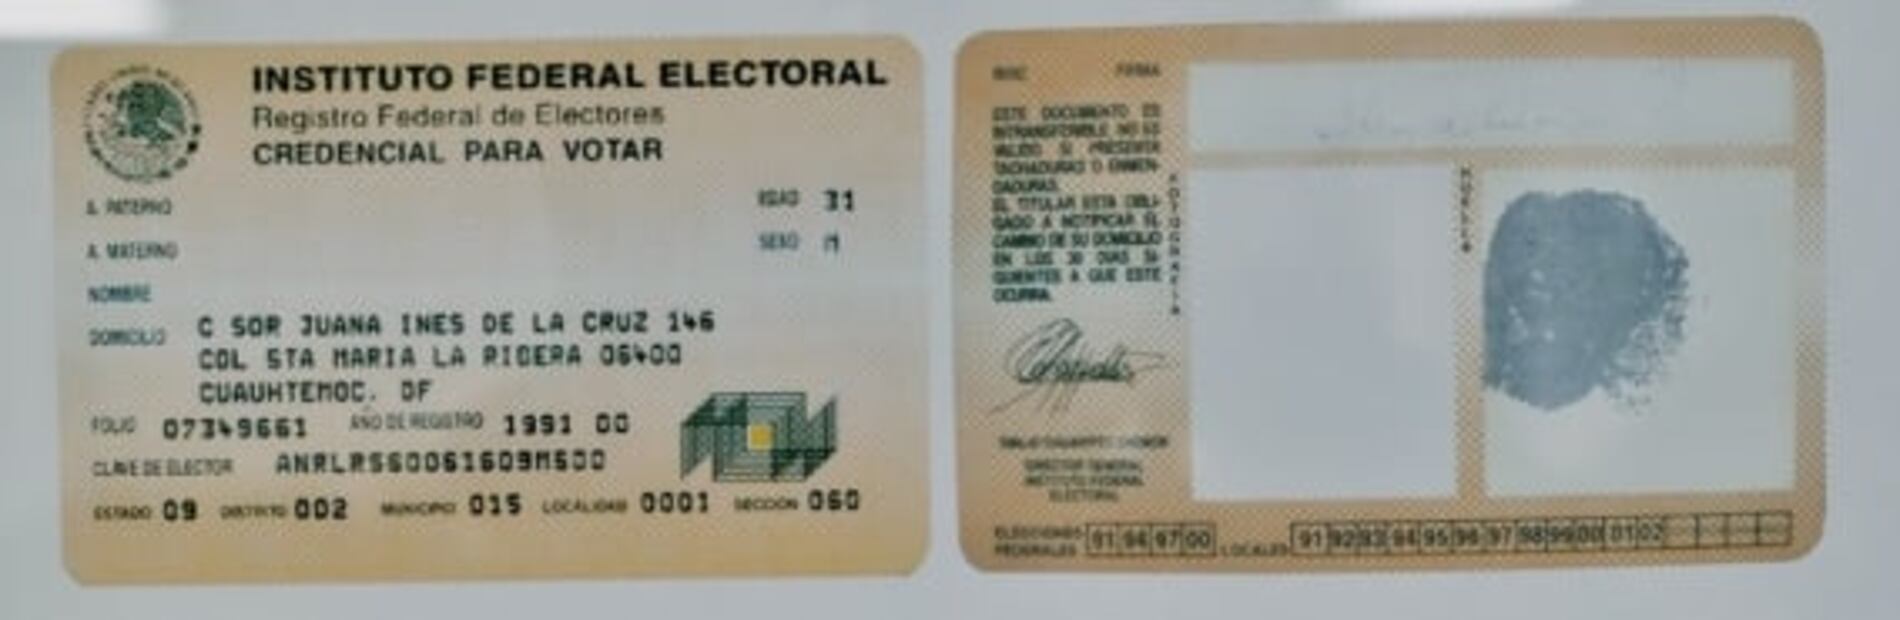 INSTITUTO FEDERAL ELECTORAL
Registro Federal de Electores
CREDENCIAL PARA VOTAR
A. PATERNO
EDAD 31
A. MATERNO
SEXO M
NOMBRE
DOMICILIO C SOR JUANA INES DE LA CRUZ 146
COL STA MARIA LA RIBERA 06400
CUAUHTEMOC. DF
FOLIO 07349661 AÑO DE REGISTRO 1991 00
CLAVE DE ELECTOR ANRLRS60061609M500
ESTADO 09 DISTRITO 002 MUNICIPIO 015 LOCALIDAD 0001 SECCION 060
FIRMA
ESTE DOCUMENTO ES
INTRANSFERIBLE. NO ES
VALIDO SI PRESENTA
TACHADURAS O ENMEN-
DADURAS.
EL TITULAR ESTA OBLI-
GADO A NOTIFICAR EL
CAMBIO DE SU DOMICILIO
EN LOS 30 DIAS SI-
GUIENTES A QUE ESTE
OCURRA.
FOTOGRAFIA
HUELLA
DIRECTOR GENERAL
INSTITUTO FEDERAL
ELECTORAL
ELECCIONES FEDERALES 91 94 97 00 LOCALES 91 92 93 94 95 96 97 98 99 00 01 02